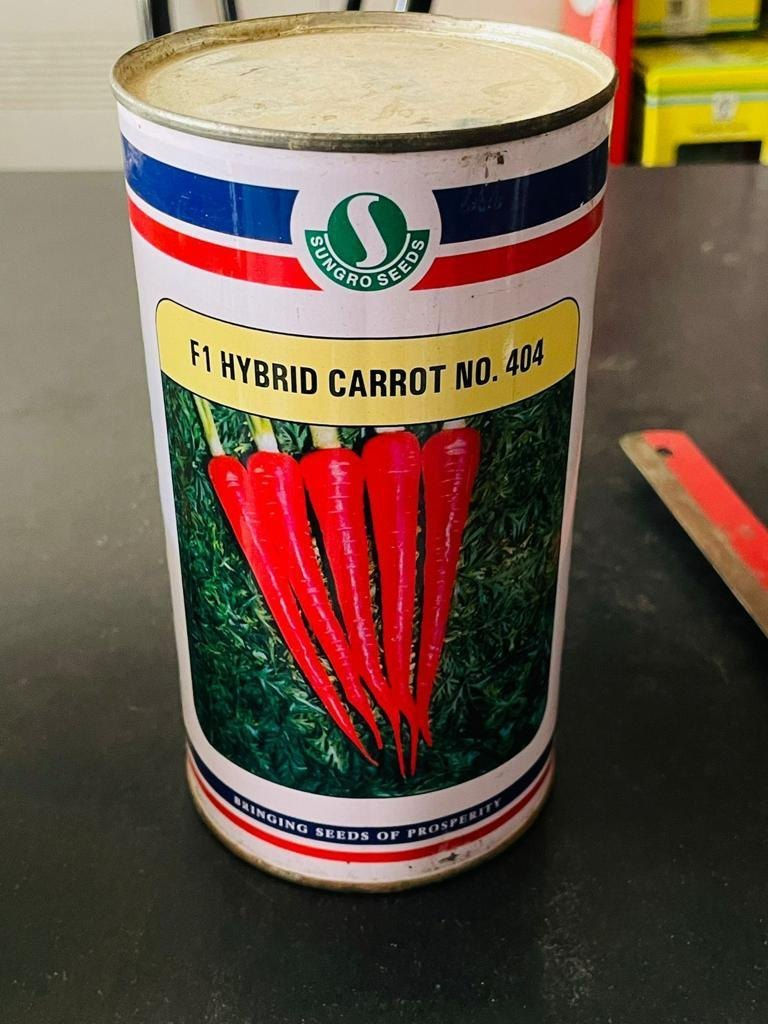 SUNGRO SEEDS
F1 HYBRID CARROT NO. 404
BRINGING SEEDS OF PROSPERITY